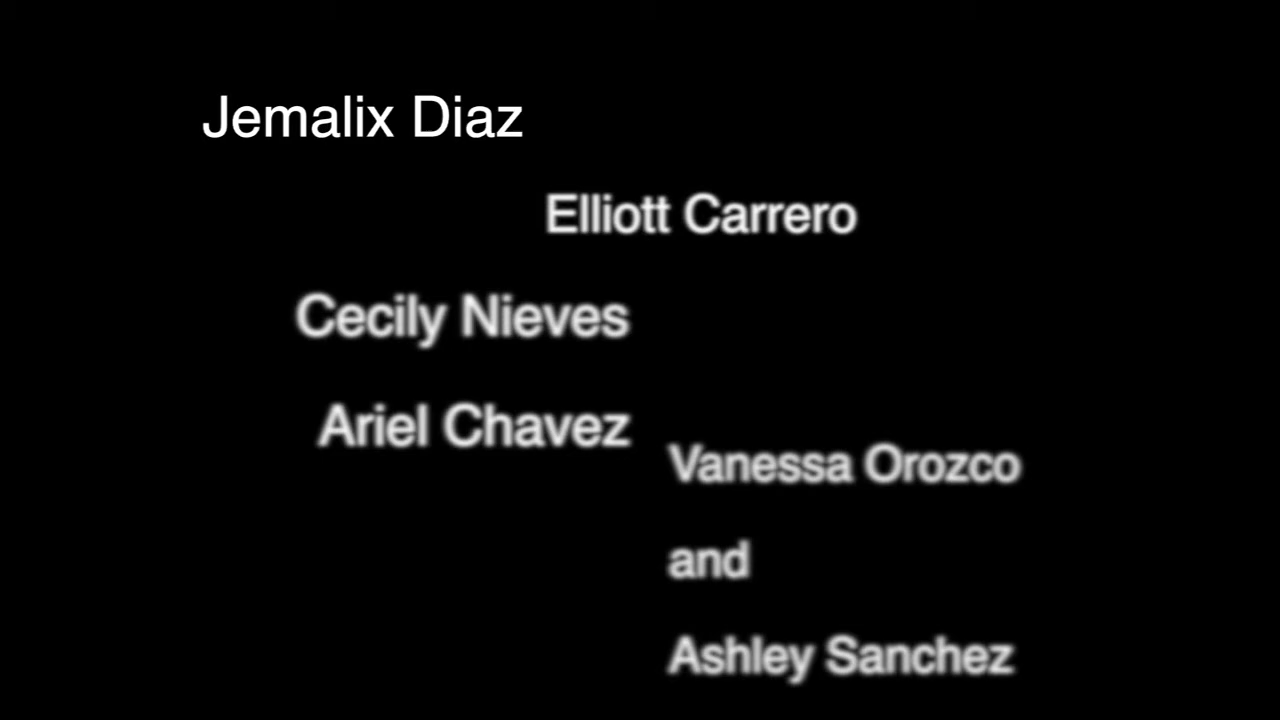 Jemalix Diaz
Elliott Carrero
Cecily Nieves
Ariel Chavez
Vanessa Orozco
and
Ashley Sanchez